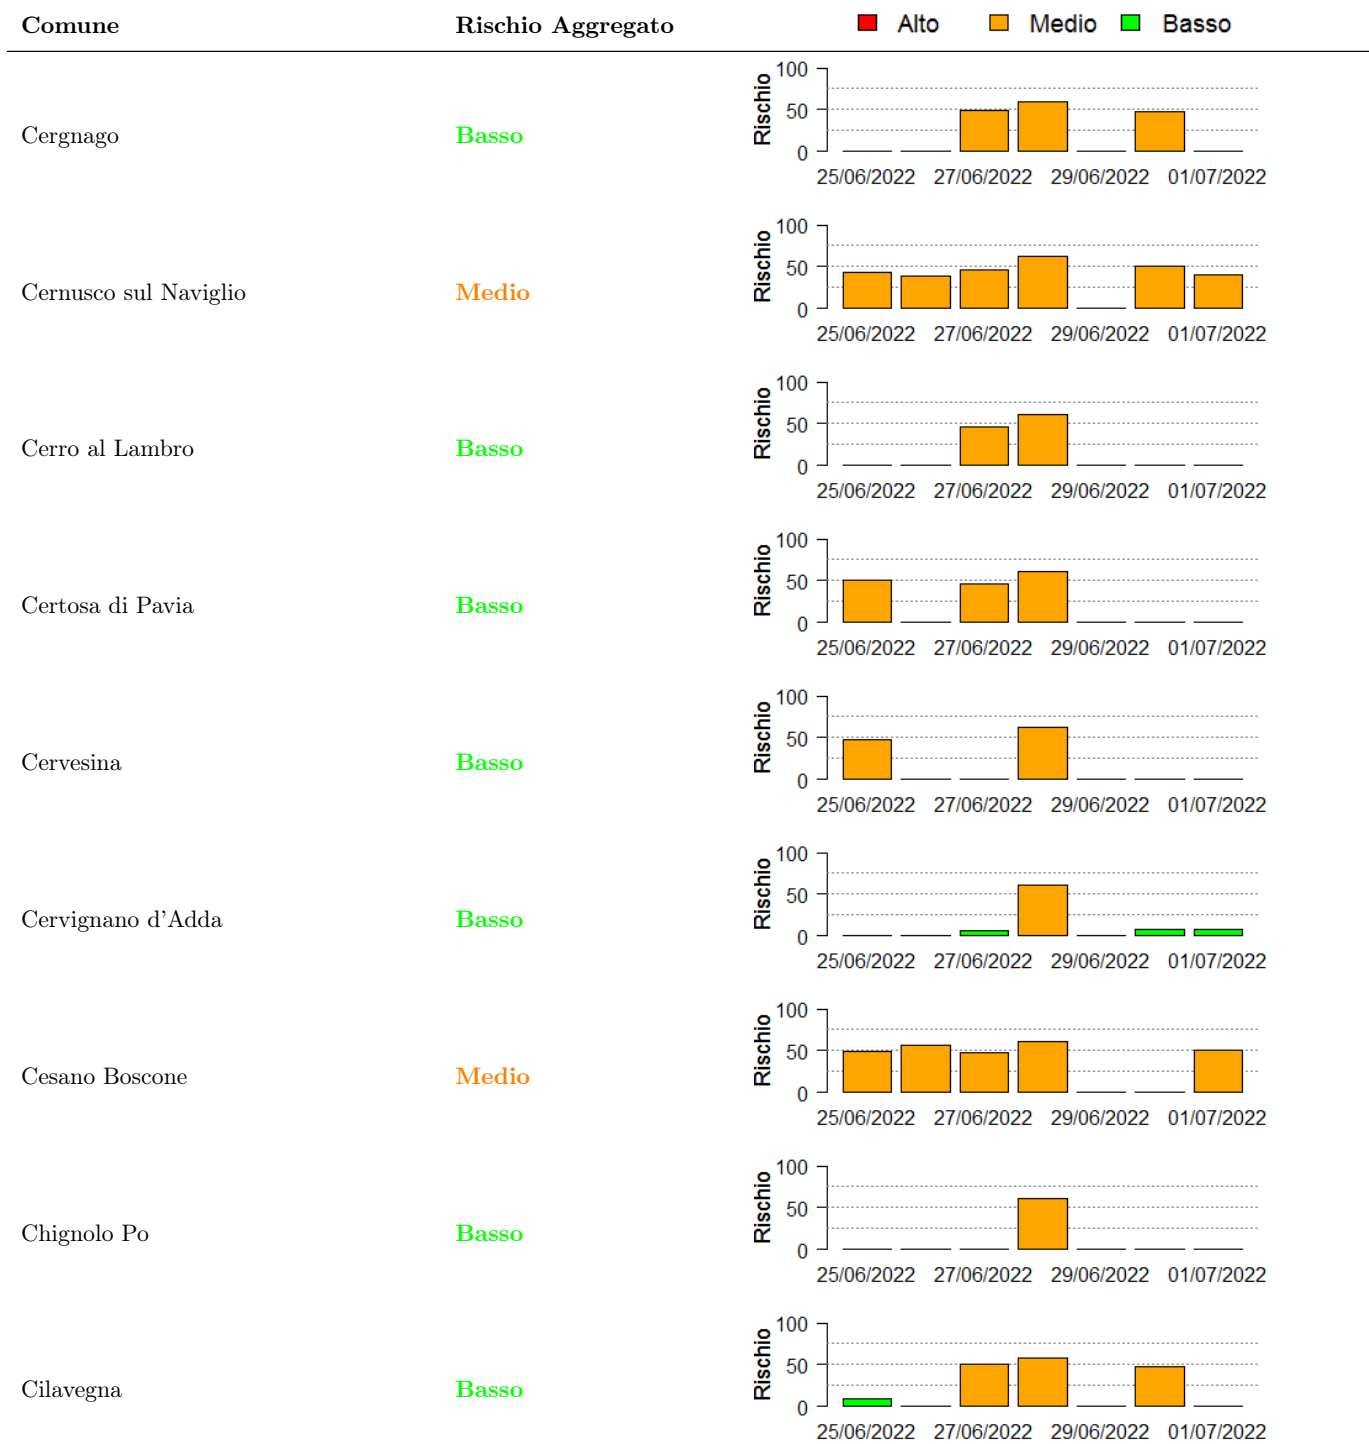 Comune Rischio Aggregato Alto Medio Basso
Cergnago Basso
Rischio
100
50
0
25/06/2022 27/06/2022 29/06/2022 01/07/2022
Cernusco sul Naviglio Medio
Rischio
100
50
0
25/06/2022 27/06/2022 29/06/2022 01/07/2022
Cerro al Lambro Basso
Rischio
100
50
0
25/06/2022 27/06/2022 29/06/2022 01/07/2022
Certosa di Pavia Basso
Rischio
100
50
0
25/06/2022 27/06/2022 29/06/2022 01/07/2022
Cervesina Basso
Rischio
100
50
0
25/06/2022 27/06/2022 29/06/2022 01/07/2022
Cervignano d'Adda Basso
Rischio
100
50
0
25/06/2022 27/06/2022 29/06/2022 01/07/2022
Cesano Boscone Medio
Rischio
100
50
0
25/06/2022 27/06/2022 29/06/2022 01/07/2022
Chignolo Po Basso
Rischio
100
50
0
25/06/2022 27/06/2022 29/06/2022 01/07/2022
Cilavegna Basso
Rischio
100
50
0
25/06/2022 27/06/2022 29/06/2022 01/07/2022